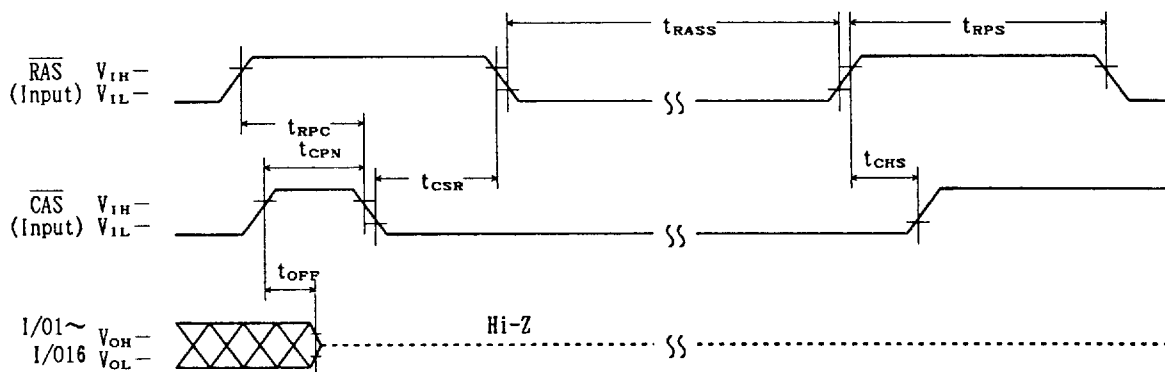 tRASS tRPS
RAS VIH
(Input) VIL
tRPC
tCPN
tCSR tCHS
CAS VIH
(Input) VIL
tOFF
I/O1~ VOH Hi-Z
I/O16 VOL